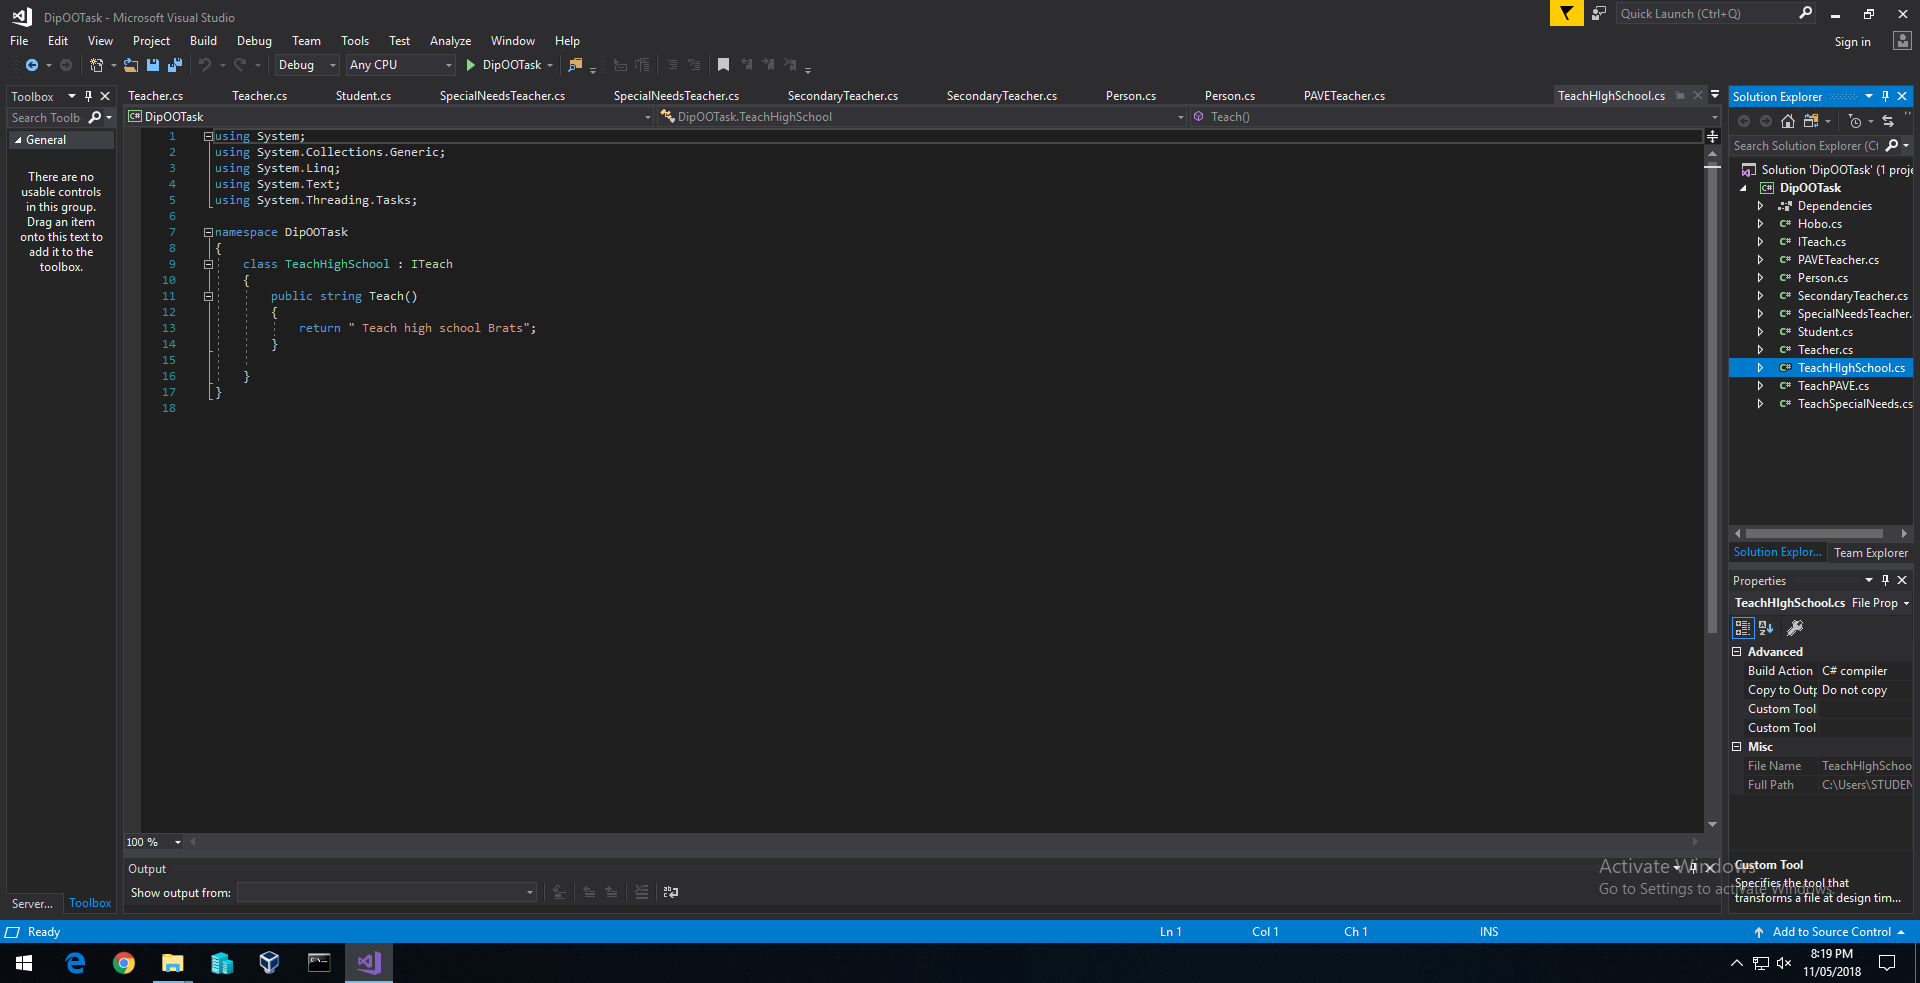 DipOOTask - Microsoft Visual Studio
Quick Launch (Ctrl+Q)
File Edit View Project Build Debug Team Tools Test Analyze Window Help
Sign in
Debug Any CPU DipOOTask
Toolbox
Search Toolb
General
There are no
usable controls
in this group.
Drag an item
onto this text to
add it to the
toolbox.
Server... Toolbox
Teacher.cs Teacher.cs Student.cs SpecialNeedsTeacher.cs SpecialNeedsTeacher.cs SecondaryTeacher.cs SecondaryTeacher.cs Person.cs Person.cs PAVETeacher.cs TeachHIghSchool.cs
C# DipOOTask DipOOTask.TeachHighSchool Teach()
1 using System;
2 using System.Collections.Generic;
3 using System.Linq;
4 using System.Text;
5 using System.Threading.Tasks;
6
7 namespace DipOOTask
8 {
9 class TeachHighSchool : ITeach
10 {
11 public string Teach()
12 {
13 return " Teach high school Brats";
14 }
15
16 }
17 }
18
100 %
Output
Show output from:
Solution Explorer
Search Solution Explorer (Ct
Solution 'DipOOTask' (1 proje
C# DipOOTask
Dependencies
C# Hobo.cs
C# ITeach.cs
C# PAVETeacher.cs
C# Person.cs
C# SecondaryTeacher.cs
C# SpecialNeedsTeacher.
C# Student.cs
C# Teacher.cs
C# TeachHIghSchool.cs
C# TeachPAVE.cs
C# TeachSpecialNeeds.cs
Solution Explor... Team Explorer
Properties
TeachHIghSchool.cs File Prop
Advanced
Build Action C# compiler
Copy to Outp Do not copy
Custom Tool
Custom Tool
Misc
File Name TeachHIghSchoo
Full Path C:\Users\STUDEN
Custom Tool
Specifies the tool that
transforms a file at design tim...
Activate Windows
Go to Settings to activate Windows.
Ready Ln 1 Col 1 Ch 1 INS Add to Source Control
8:19 PM
11/05/2018